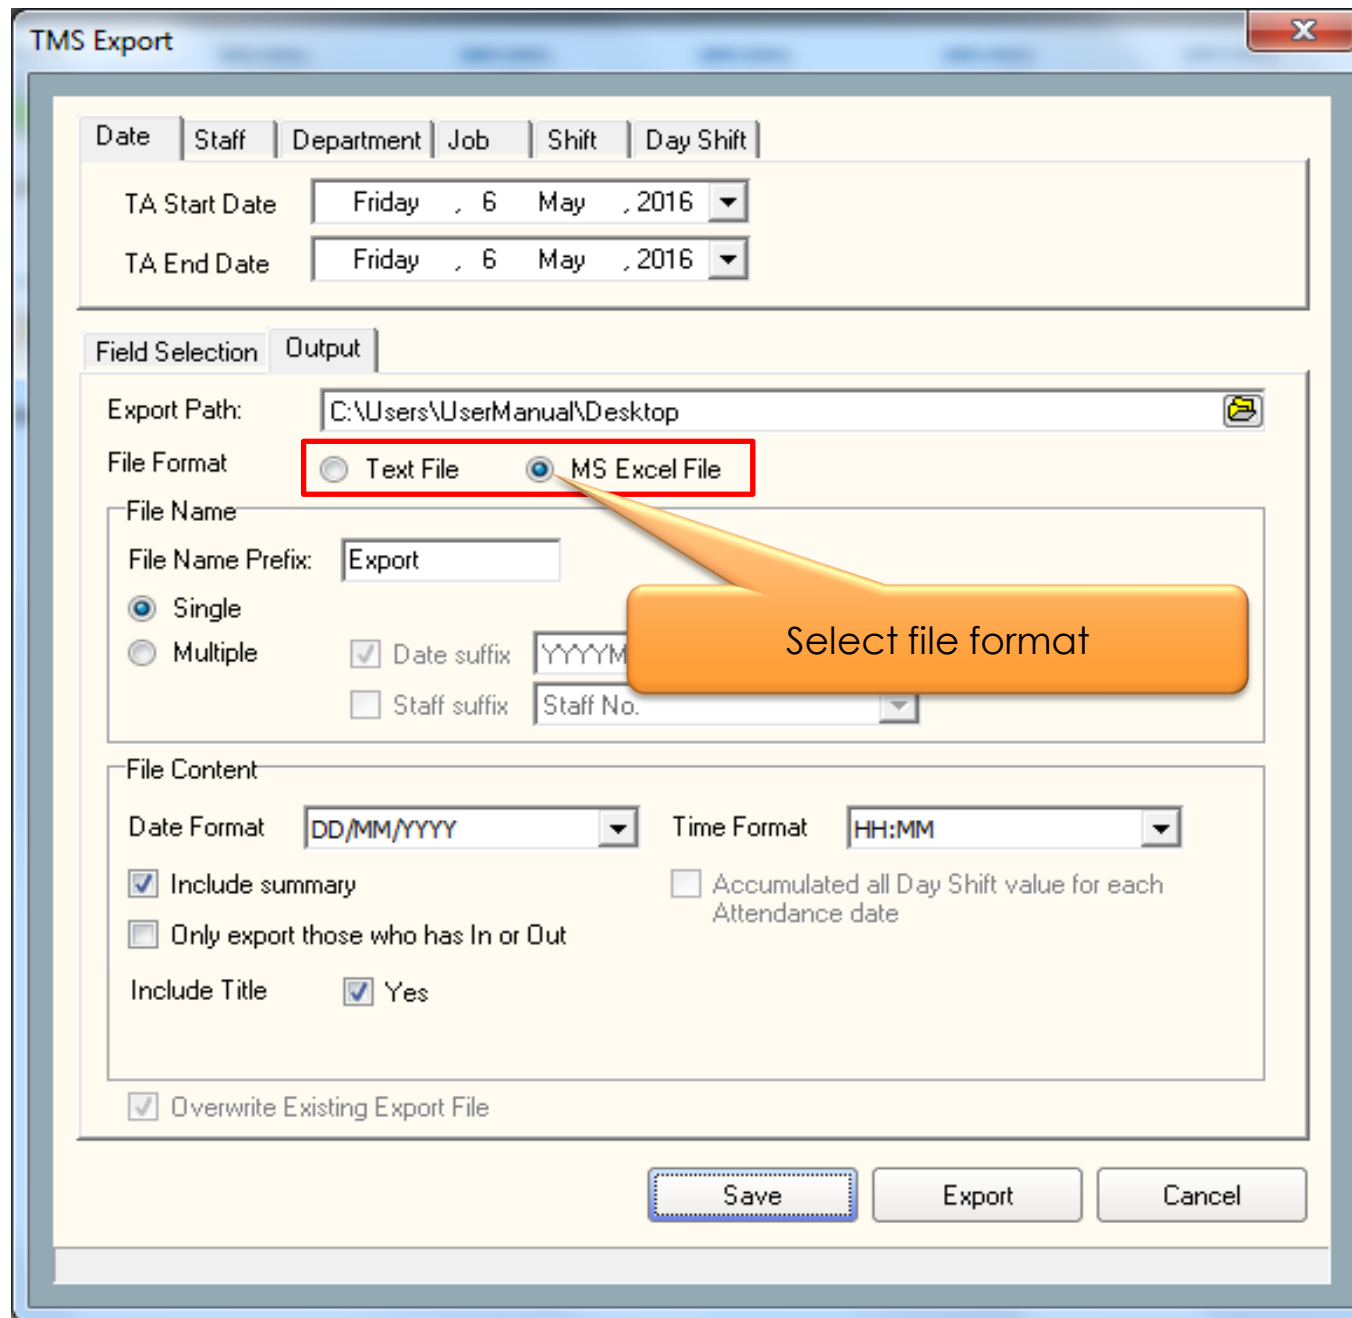 TMS Export
Date Staff Department Job Shift Day Shift
TA Start Date Friday , 6 May , 2016
TA End Date Friday , 6 May , 2016
Field Selection Output
Export Path: C:\Users\UserManual\Desktop
File Format Text File MS Excel File
File Name
File Name Prefix: Export
Single
Select file format
Multiple Date suffix YYYYM
Staff suffix Staff No.
File Content
Date Format DD/MM/YYYY Time Format HH:MM
Include summary Accumulated all Day Shift value for each
Attendance date
Only export those who has In or Out
Include Title Yes
Overwrite Existing Export File
Save Export Cancel